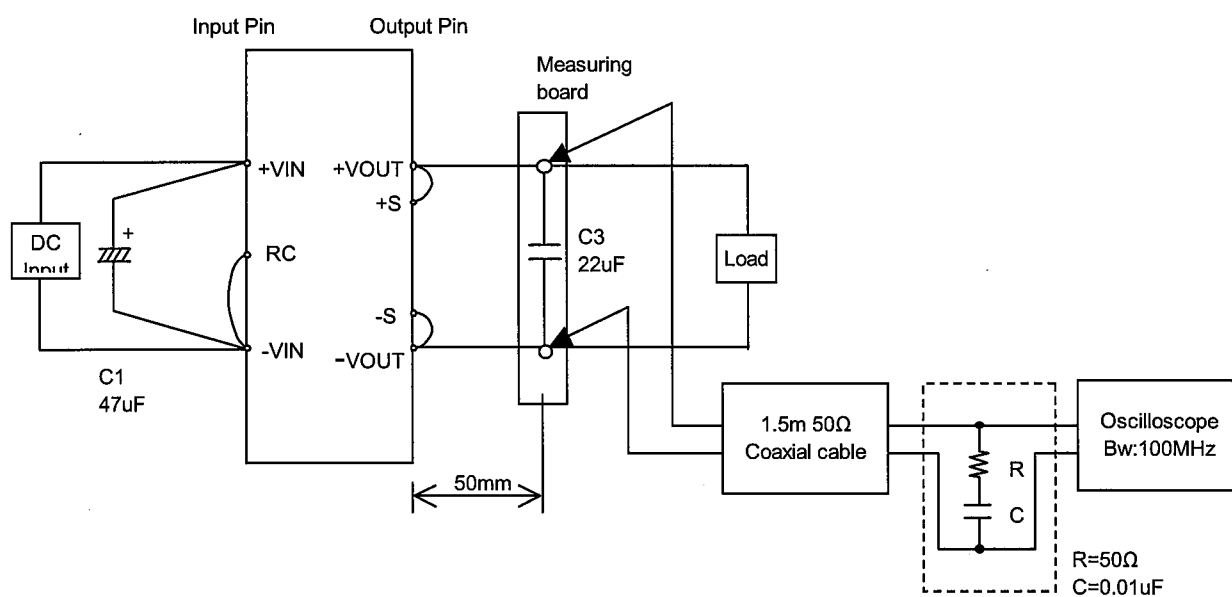 Input Pin
Output Pin
Measuring
board
+VIN
+VOUT
+S
DC
Input
+
RC
C3
22uF
Load
-S
-VIN
−VOUT
C1
47uF
50mm
1.5m 50Ω
Coaxial cable
R
C
Oscilloscope
Bw:100MHz
R=50Ω
C=0.01uF